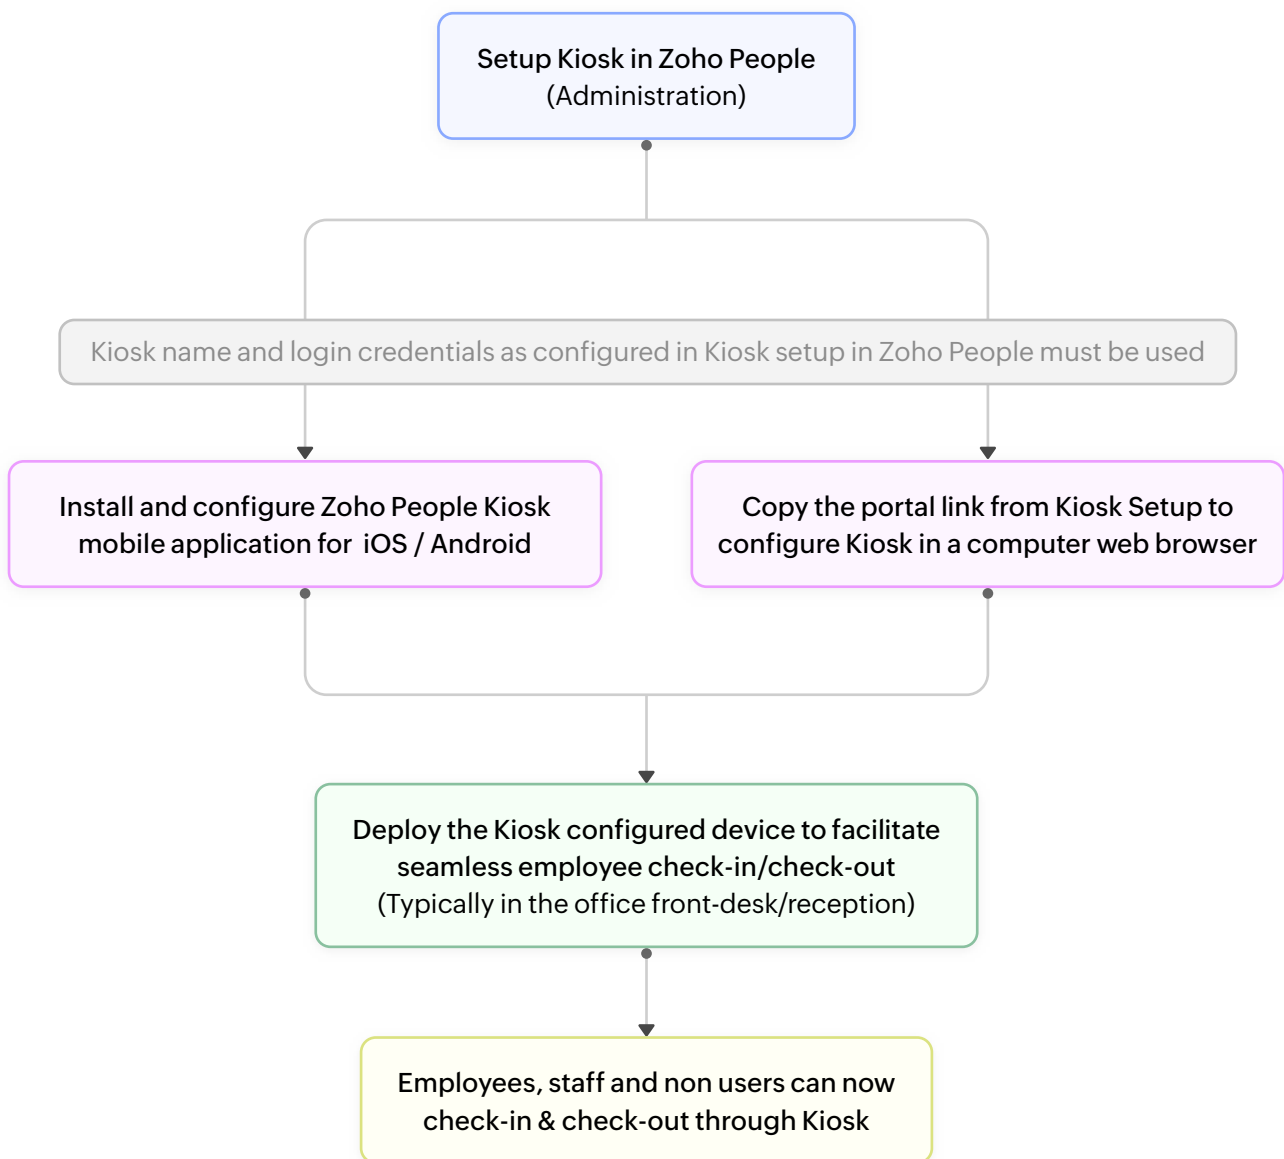 Setup Kiosk in Zoho People
(Administration)
Kiosk name and login credentials as configured in Kiosk setup in Zoho People must be used
Install and configure Zoho People Kiosk
mobile application for iOS / Android
Copy the portal link from Kiosk Setup to
configure Kiosk in a computer web browser
Deploy the Kiosk configured device to facilitate
seamless employee check-in/check-out
(Typically in the office front-desk/reception)
Employees, staff and non users can now
check-in & check-out through Kiosk